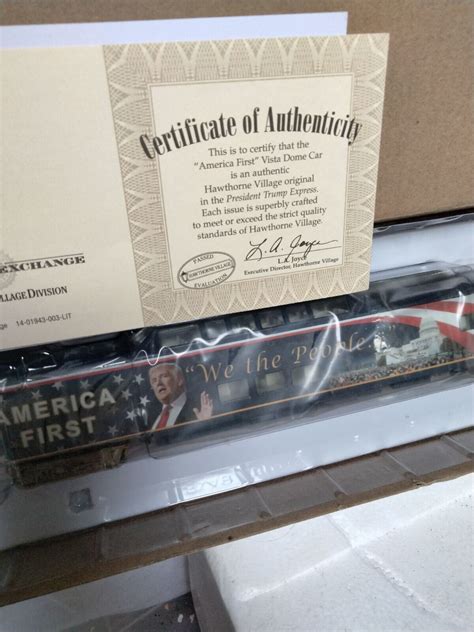 Certificate of Authenticity
This is to certify that the
"America First" Vista Dome Car
is an authentic
Hawthorne Village original
in the President Trump Express.
Each issue is superbly crafted
to meet or exceed the strict quality
standards of Hawthorne Village
PASSED
HAWTHORNE VILLAGE
EVALUATION
L.A. Joyce
L.A. Joyce
Executive Director, Hawthorne Village
EXCHANGE
VILLAGE DIVISION
14-01943-003-LIT
"We the People
AMERICA
FIRST